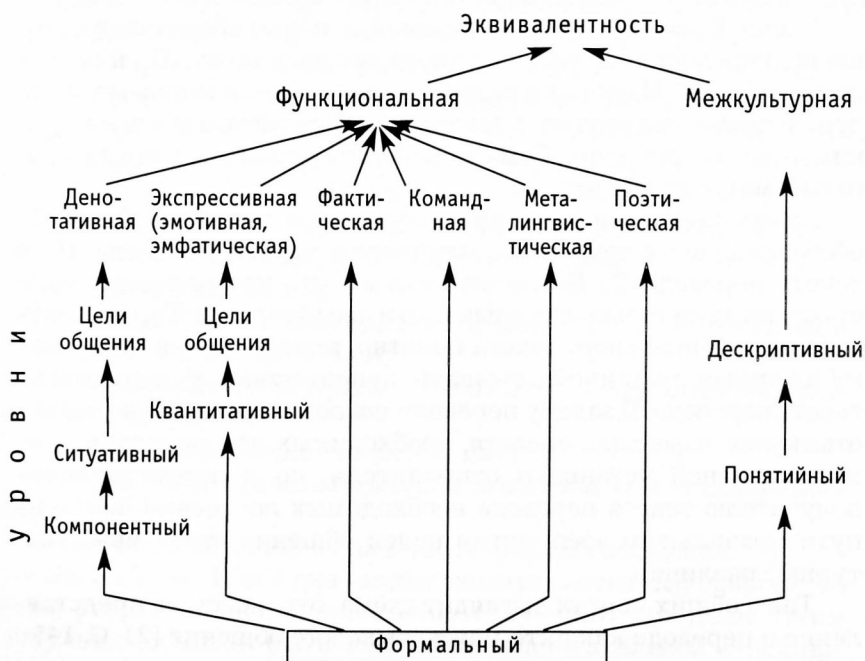 Эквивалентность
Функциональная
Межкультурная
Дено-
тативная
Экспрессивная
(эмотивная,
эмфатическая)
Факти-
ческая
Команд-
ная
Мета-
лингвис-
тическая
Поэти-
ческая
Уровни
Цели
общения
Цели
общения
Квантитативный
Ситуативный
Компонентный
Дескриптивный
Понятийный
Формальный